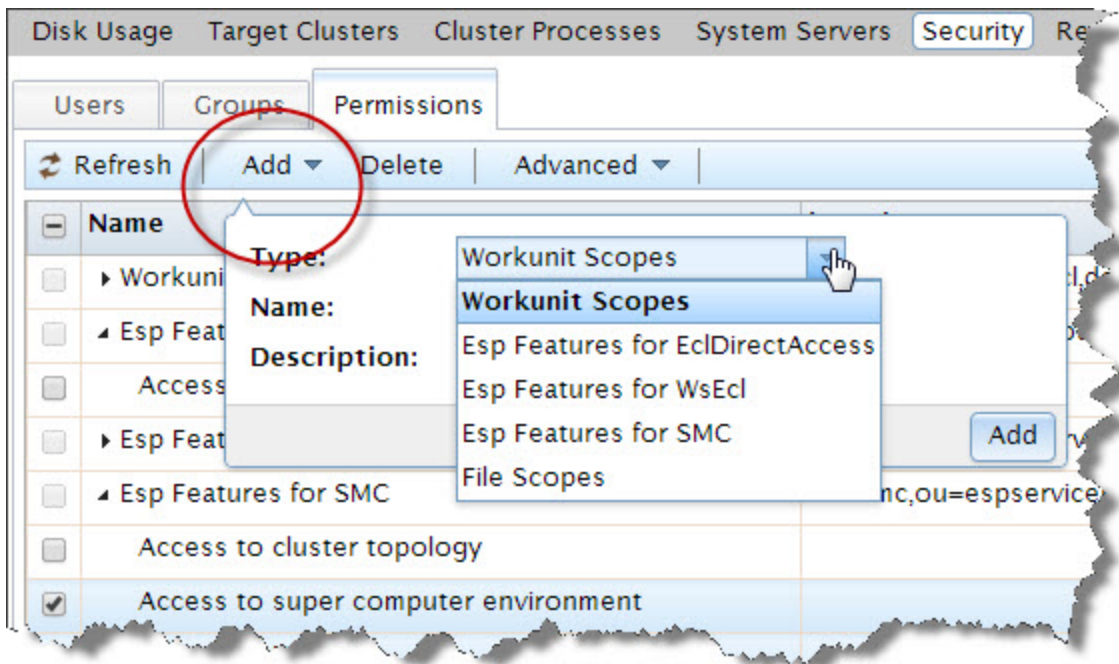 Disk Usage Target Clusters Cluster Processes System Servers Security
Users Groups Permissions
Refresh Add Delete Advanced
Name
Type: Workunit Scopes
Workunit Scopes
Name:
Esp Features for EclDirectAccess
Description:
Esp Features for WsEcl
Esp Features for SMC
File Scopes
Add
Access
Esp Features for SMC
Access to cluster topology
Access to super computer environment